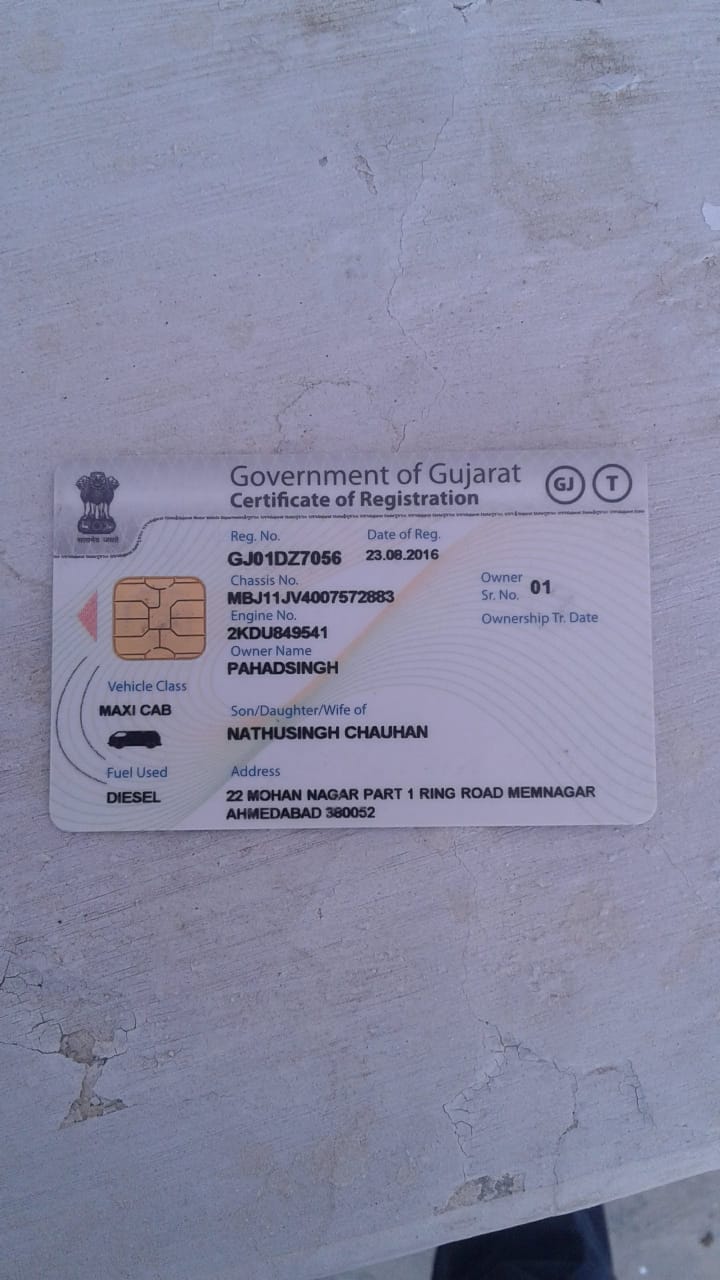 Government of Gujarat
Certificate of Registration
GJ T
सत्यमेव जयते
Reg. No. Date of Reg.
GJ01DZ7056 23.08.2016
Chassis No.
MBJ11JV4007572883
Owner
Sr. No. 01
Engine No.
2KDU849541
Ownership Tr. Date
Owner Name
PAHADSINGH
Vehicle Class
MAXI CAB
Son/Daughter/Wife of
NATHUSINGH CHAUHAN
Fuel Used
DIESEL
Address
22 MOHAN NAGAR PART 1 RING ROAD MEMNAGAR
AHMEDABAD 380052